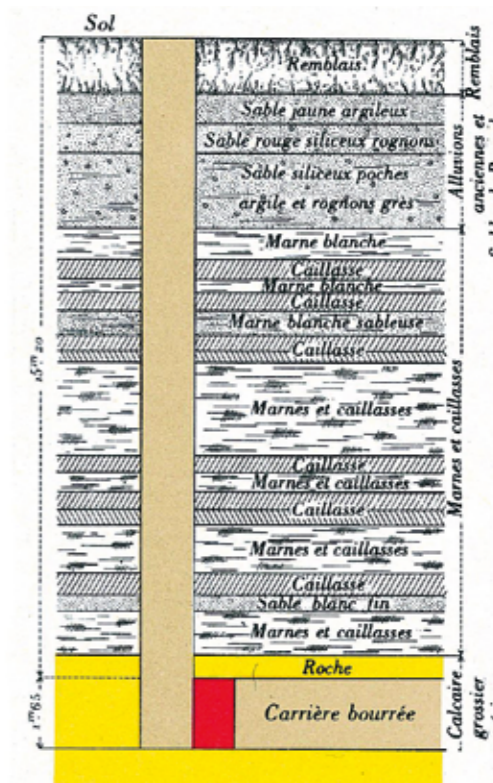 Sol
Remblais
Sable jaune argileux
Sable rouge siliceux rognons
Sable siliceux poches
argile et rognons grès
Marne blanche
Caillasse
Marne blanche
Caillasse
Marne blanche sableuse
Caillasse
Marnes et caillasses
Caillasse
Marnes et caillasses
Caillasse
Marnes et caillasses
Caillasse
Sable blanc fin
Marnes et caillasses
Roche
Carrière bourrée
15m20
1m65
Remblais
Alluvions
anciennes et
Marnes et caillasses
Calcaire
grossier